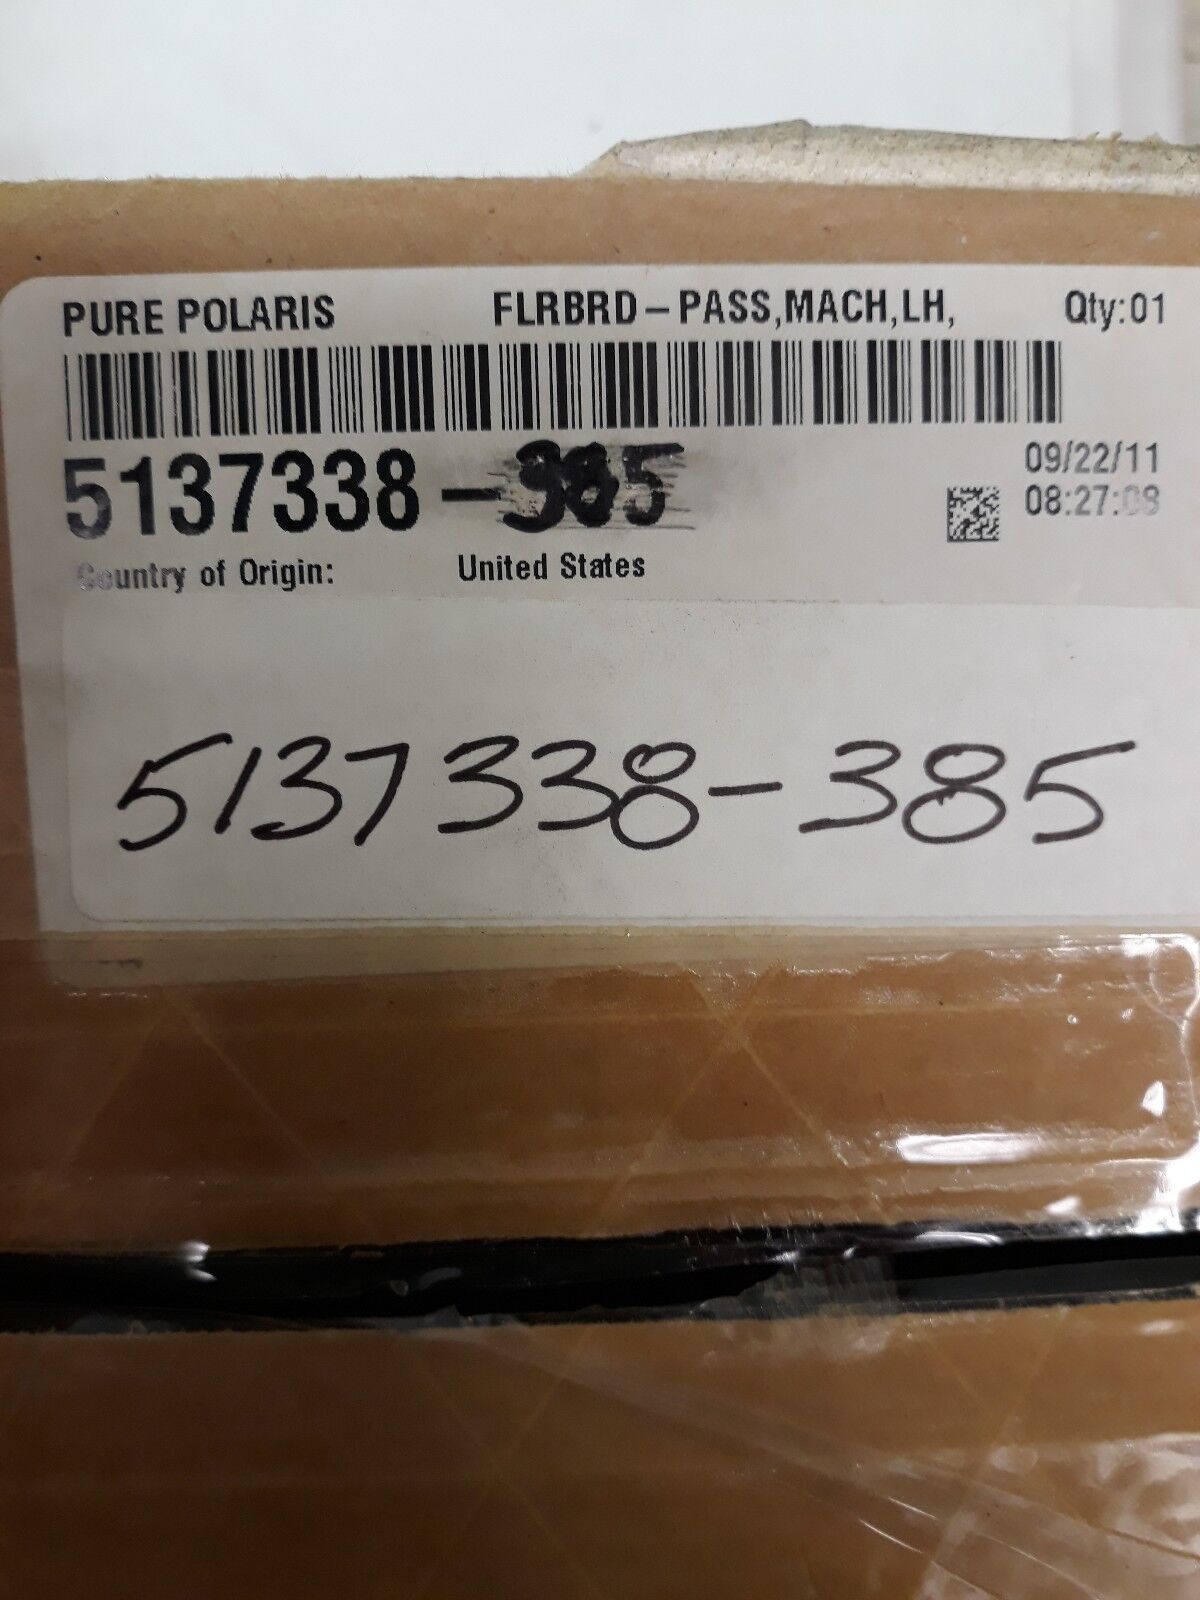 PURE POLARIS FLRBRD-PASS,MACH,LH, Qty:01
5137338-385
09/22/11
08:27:08
Country of Origin: United States
5137338-385